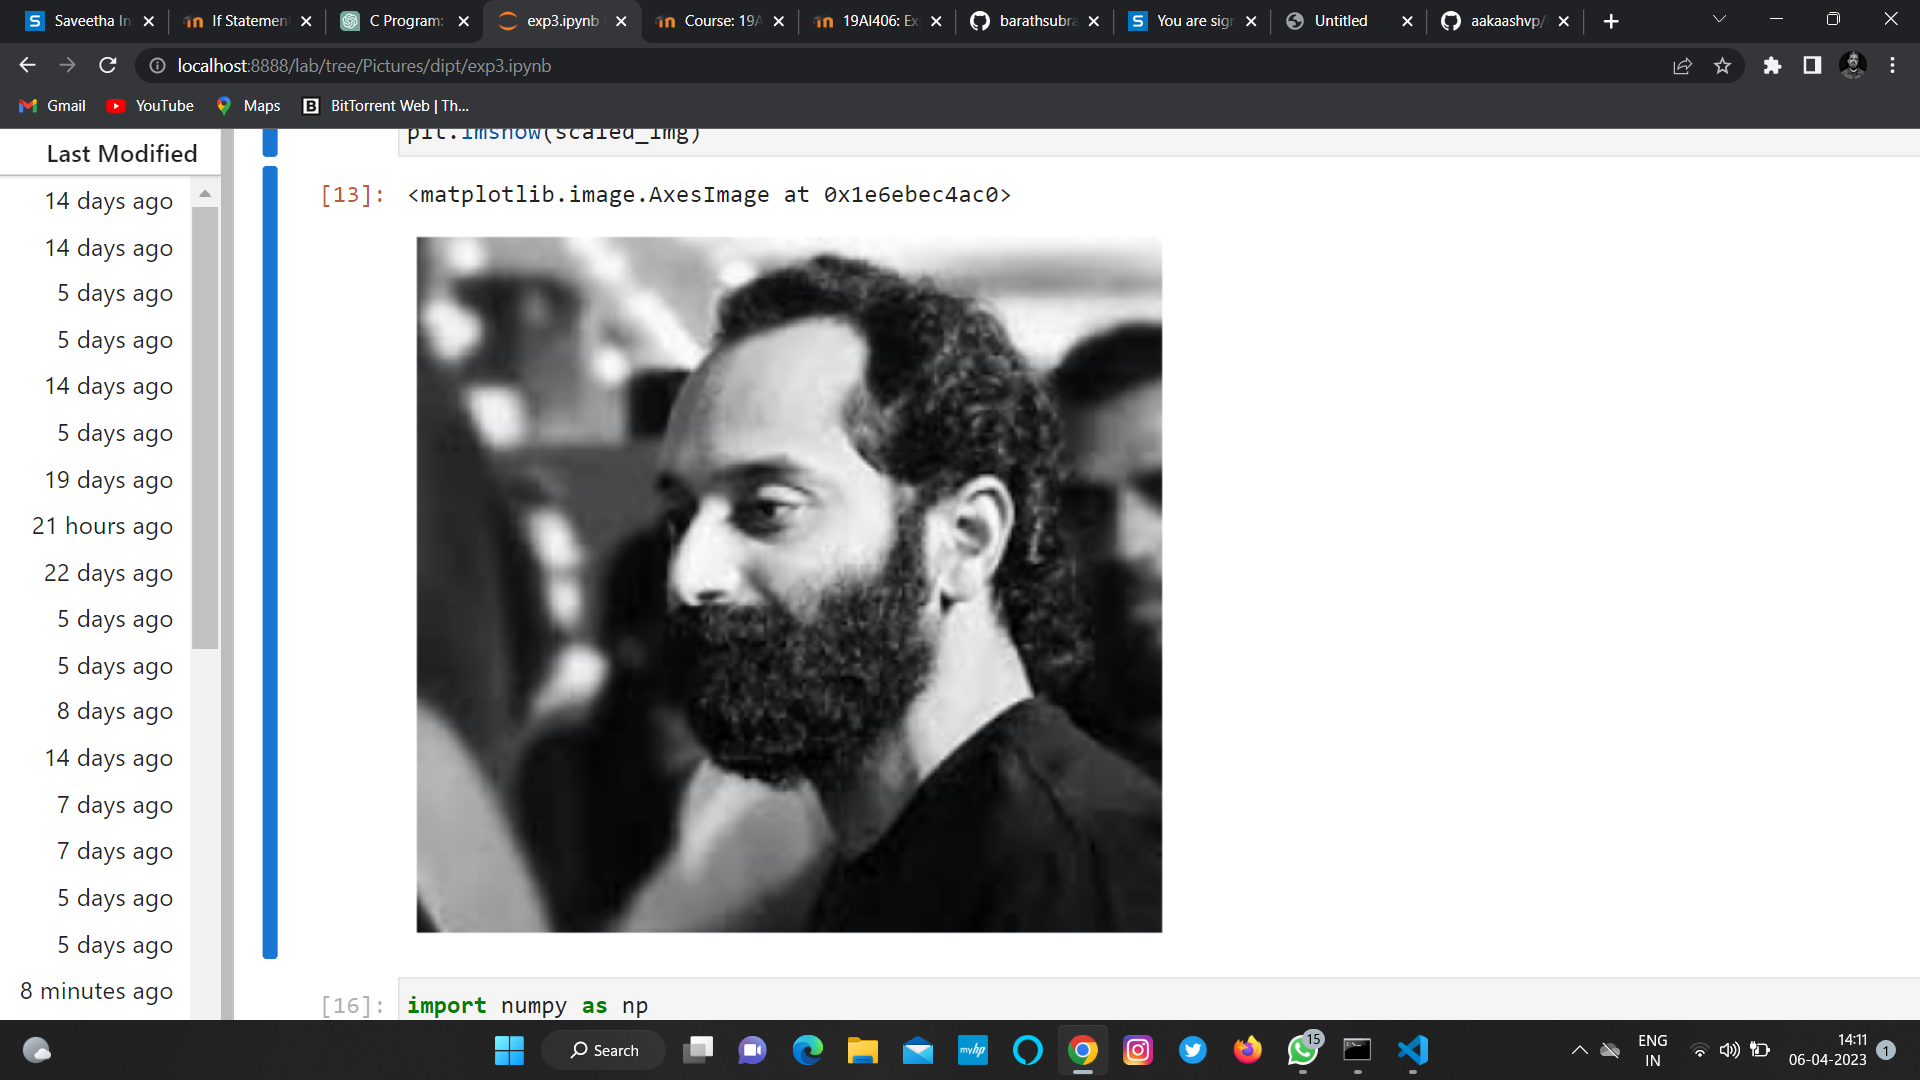 Saveetha In
If Statement
C Program:
exp3.ipynb
Course: 19A
19AI406: Ex
barathsubra
You are sign
Untitled
aakaashvp/
localhost:8888/lab/tree/Pictures/dipt/exp3.ipynb
Gmail
YouTube
Maps
BitTorrent Web | Th...
plt.imshow(scaled_img)
Last Modified
14 days ago
[13]: <matplotlib.image.AxesImage at 0x1e6ebec4ac0>
14 days ago
5 days ago
5 days ago
14 days ago
5 days ago
19 days ago
21 hours ago
22 days ago
5 days ago
5 days ago
8 days ago
14 days ago
7 days ago
7 days ago
5 days ago
5 days ago
8 minutes ago
[16]: import numpy as np
Search
myhp
15
ENG
IN
14:11
06-04-2023
1